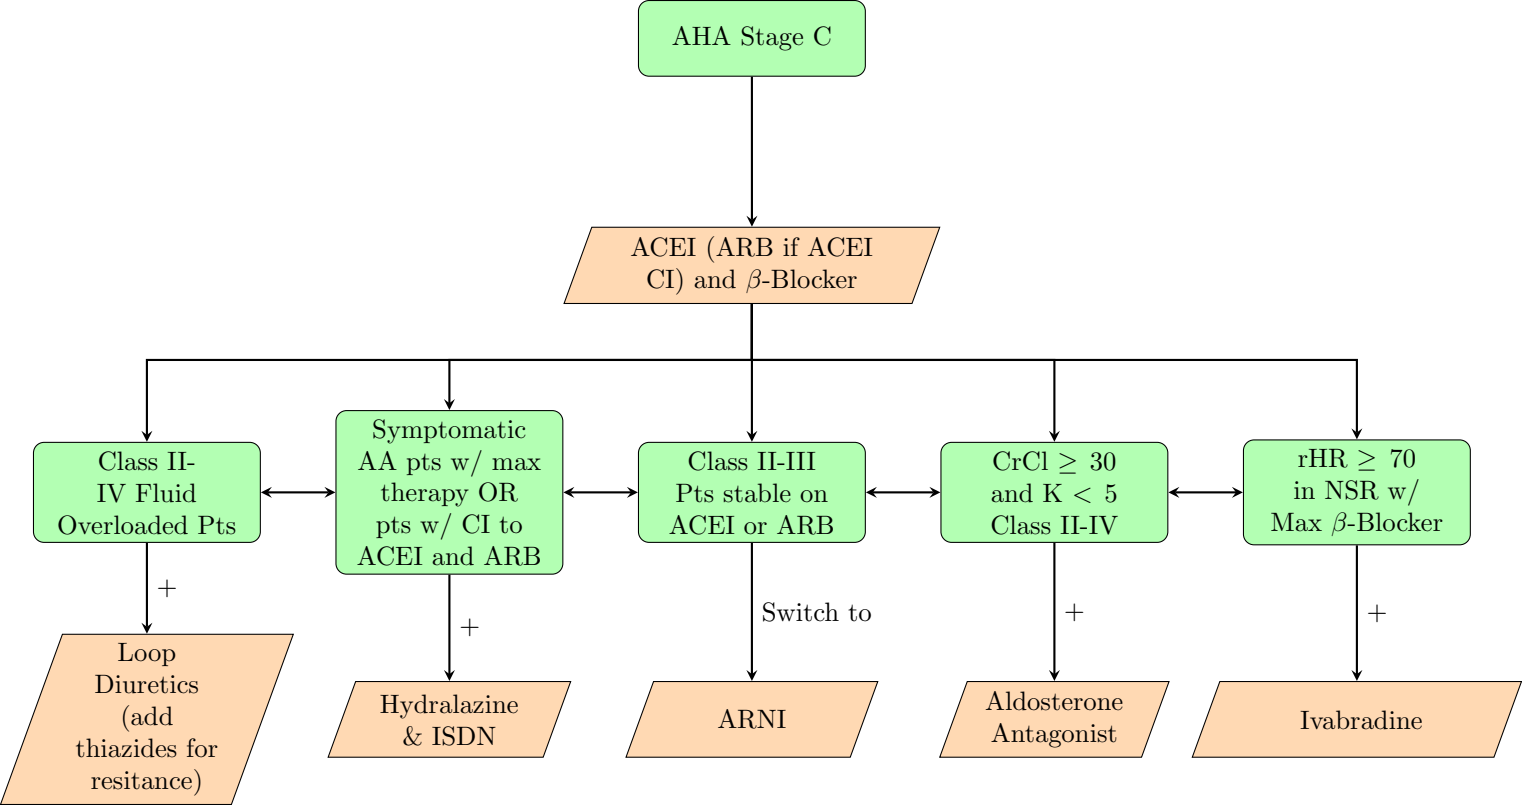 AHA Stage C
ACEI (ARB if ACEI
CI) and β-Blocker
Class II-
IV Fluid
Overloaded Pts
Symptomatic
AA pts w/ max
therapy OR
pts w/ CI to
ACEI and ARB
Class II-III
Pts stable on
ACEI or ARB
CrCl ≥ 30
and K < 5
Class II-IV
rHR ≥ 70
in NSR w/
Max β-Blocker
+
+
Switch to
+
+
Loop
Diuretics
(add
thiazides for
resitance)
Hydralazine
& ISDN
ARNI
Aldosterone
Antagonist
Ivabradine